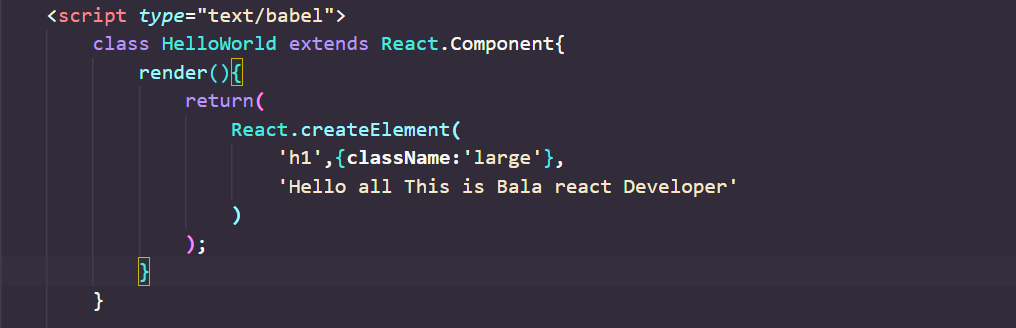 <script type="text/babel">
class HelloWorld extends React.Component{
render(){
return(
React.createElement(
'h1',{className:'large'},
'Hello all This is Bala react Developer'
)
);
}
}